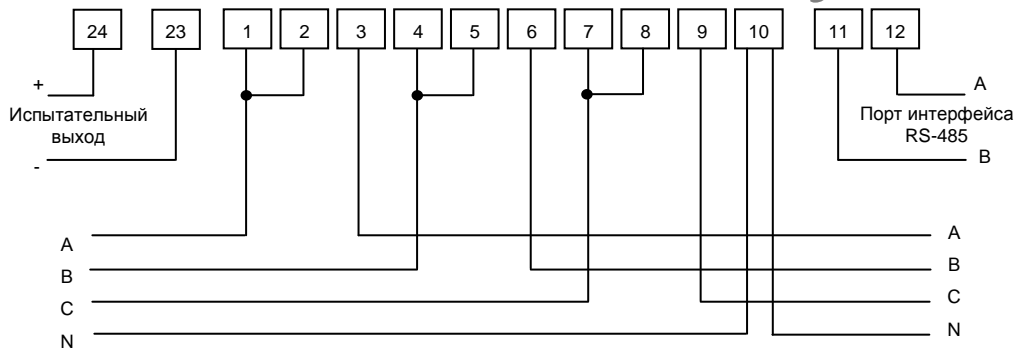 24 23 1 2 3 4 5 6 7 8 9 10 11 12
+ A
Испытательный Порт интерфейса
выход RS-485
- B
A A
B B
C C
N N